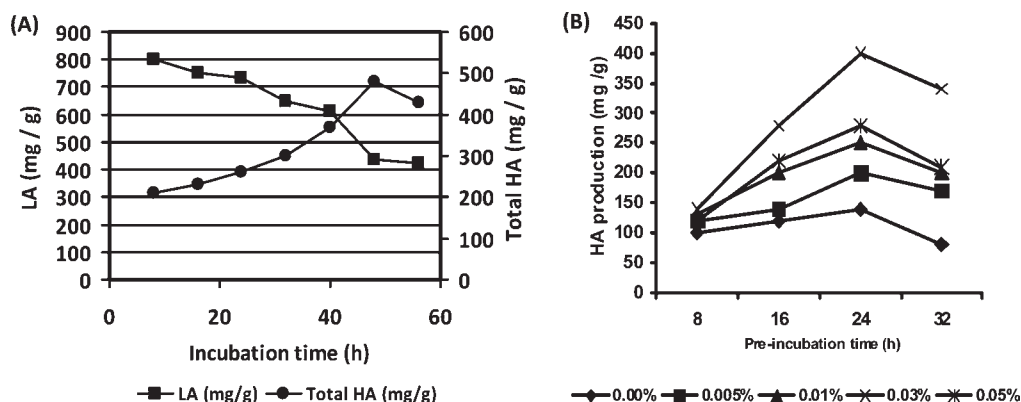 (A)
900
800
700
600
500
400
300
200
100
0
LA (mg / g)
600
500
400
300
200
100
0
Total HA (mg / g)
0 20 40 60
Incubation time (h)
LA (mg/g) Total HA (mg/g)
(B)
450
400
350
300
250
200
150
100
50
0
HA production (mg /g)
8 16 24 32
Pre-incubation time (h)
0.00% 0.005% 0.01% 0.03% 0.05%